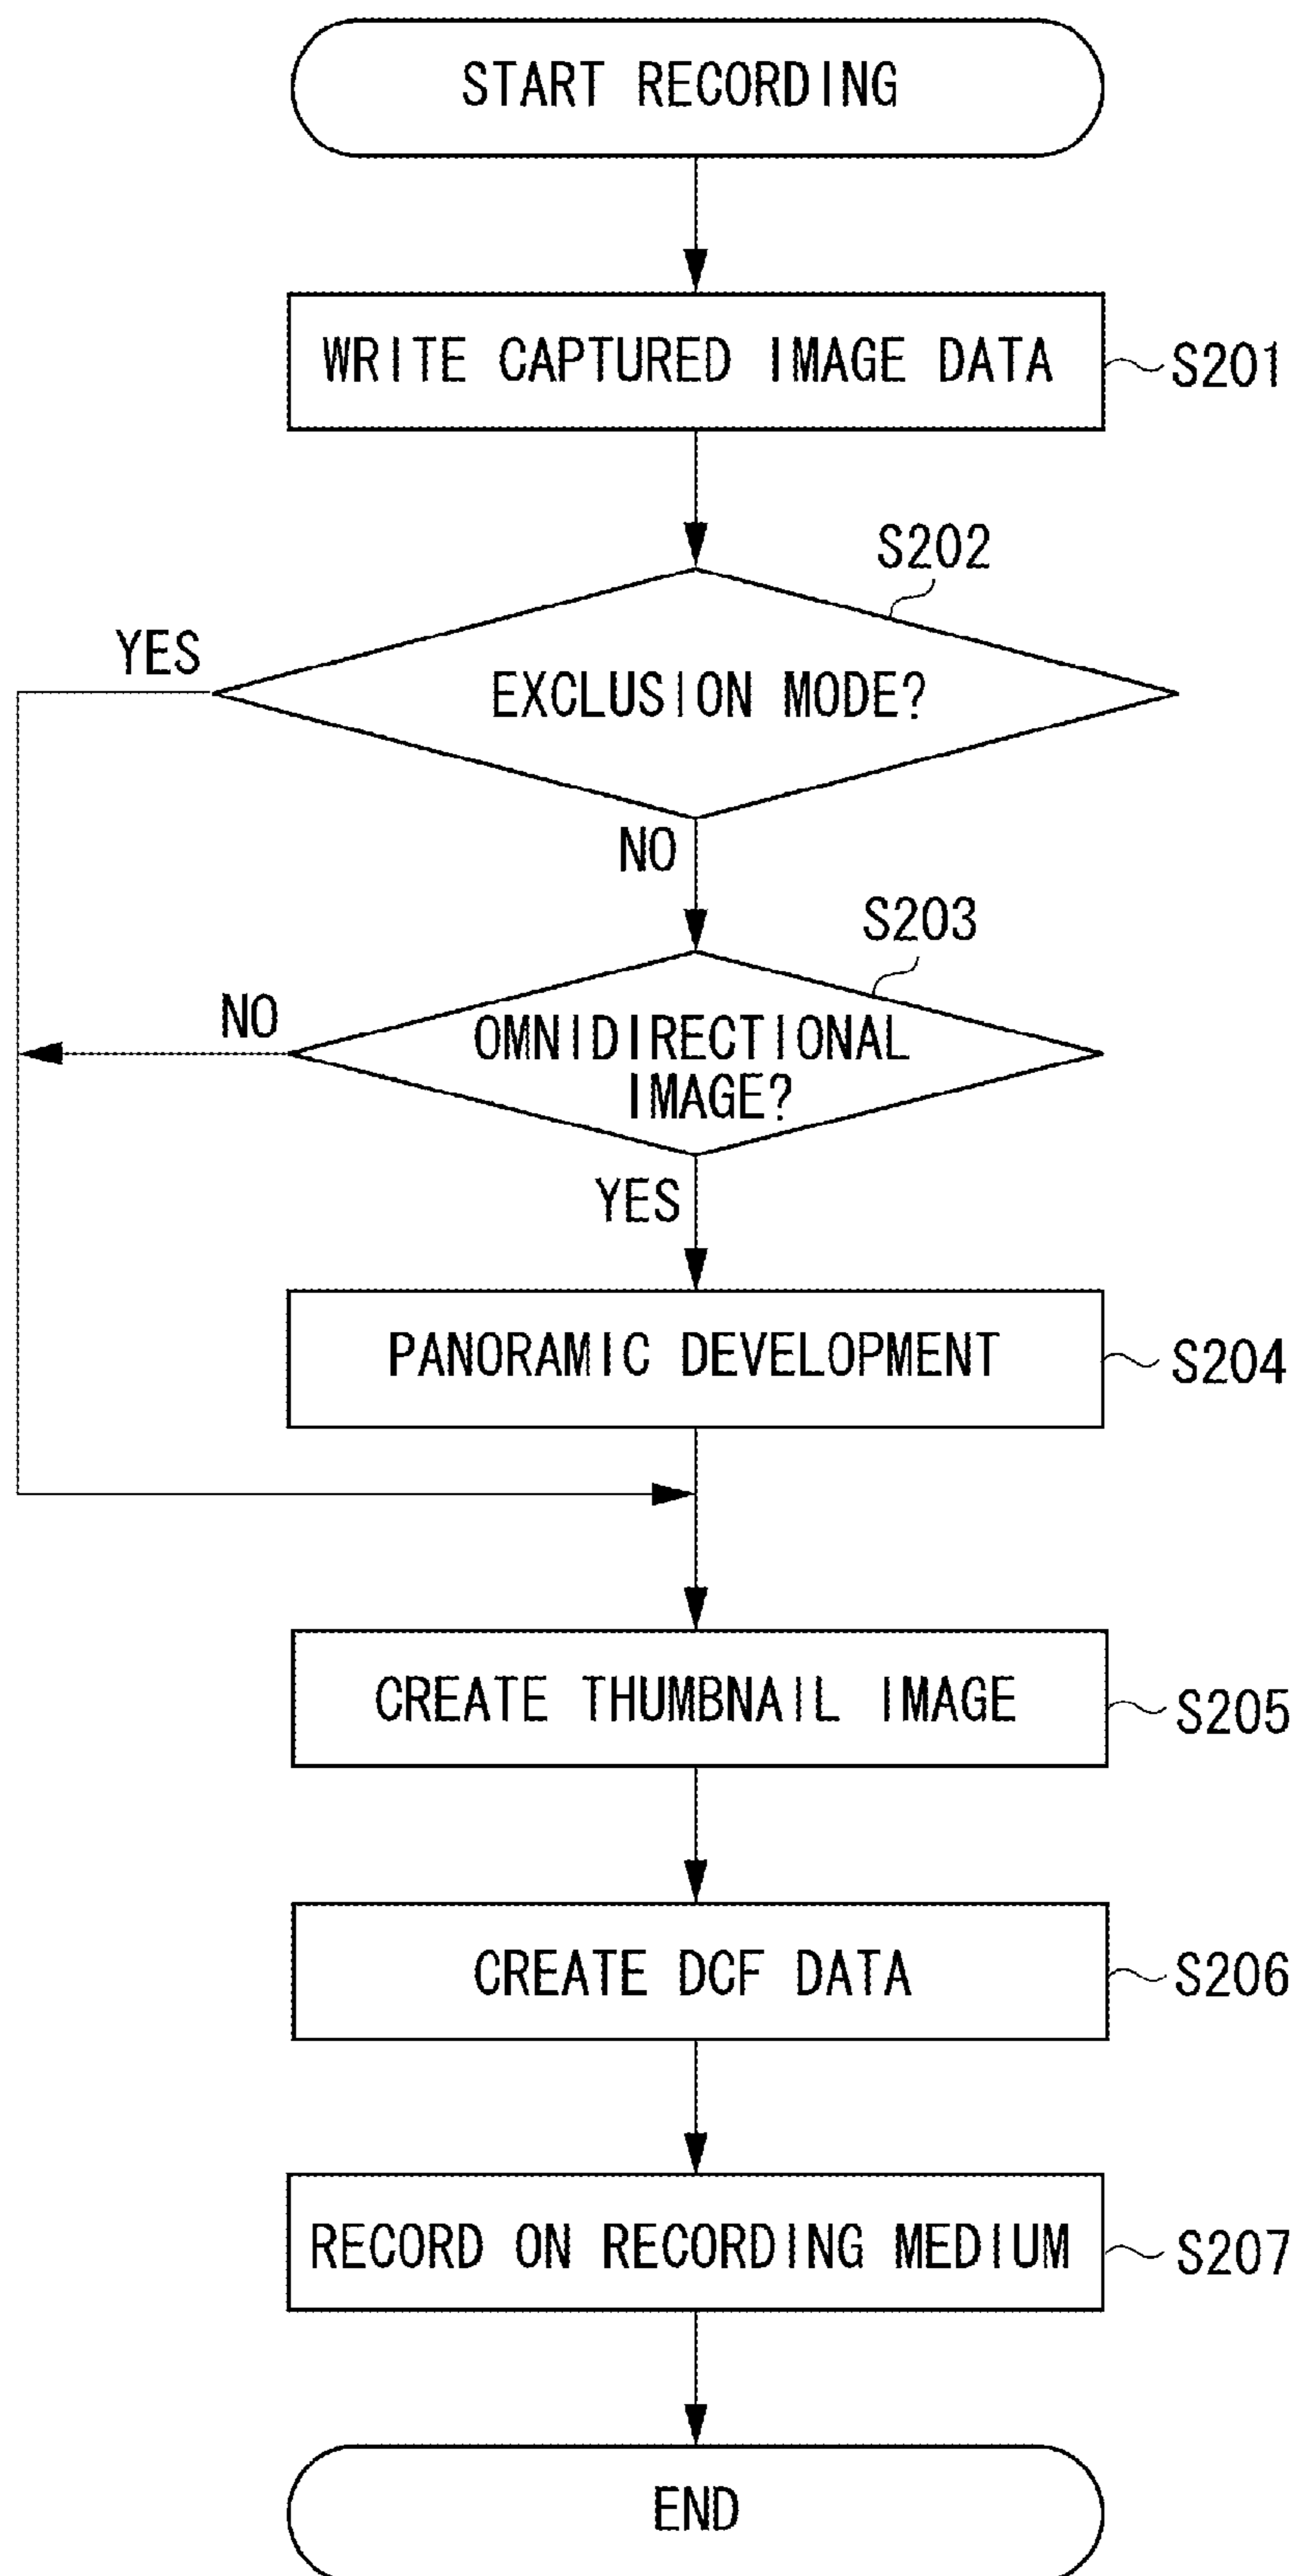 START RECORDING
WRITE CAPTURED IMAGE DATA
S201
S202
YES
EXCLUSION MODE?
NO
S203
NO
OMNIDIRECTIONAL
IMAGE?
YES
PANORAMIC DEVELOPMENT
S204
CREATE THUMBNAIL IMAGE
S205
CREATE DCF DATA
S206
RECORD ON RECORDING MEDIUM
S207
END